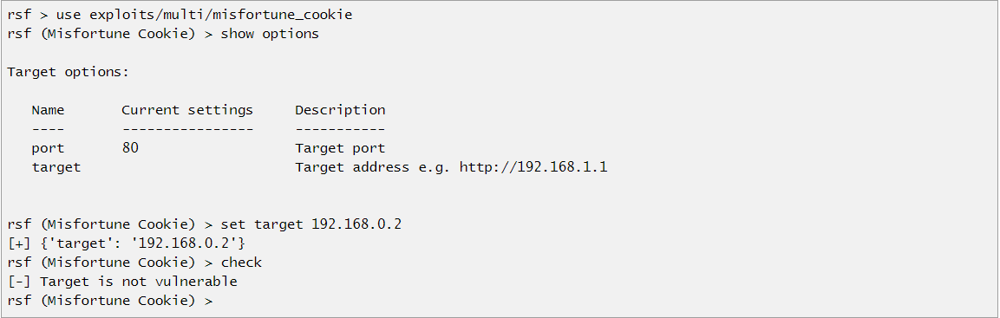 rsf > use exploits/multi/misfortune_cookie
rsf (Misfortune Cookie) > show options
Target options:
Name       Current settings     Description
----       ----------------     -----------
port       80                   Target port
target                          Target address e.g. http://192.168.1.1
rsf (Misfortune Cookie) > set target 192.168.0.2
[+] {'target': '192.168.0.2'}
rsf (Misfortune Cookie) > check
[-] Target is not vulnerable
rsf (Misfortune Cookie) >